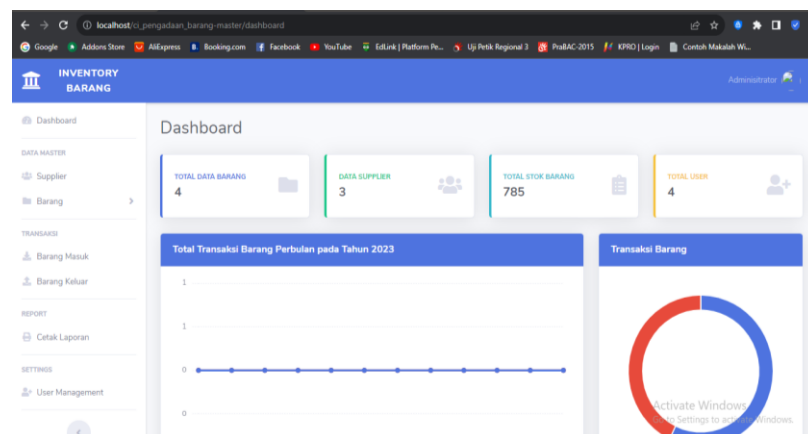 localhost/ci_pengadaan_barang-master/dashboard
Google Addons Store AliExpress Booking.com Facebook YouTube EdLink | Platform Pe... Uji Petik Regional 3 PraBAC-2015 KPRO | Login Contoh Makalah Wi...
INVENTORY
BARANG
Administrator
Dashboard
DATA MASTER
Supplier
Barang
TRANSAKSI
Barang Masuk
Barang Keluar
REPORT
Cetak Laporan
SETTINGS
User Management
Dashboard
TOTAL DATA BARANG
4
DATA SUPPLIER
3
TOTAL STOK BARANG
785
TOTAL USER
4
Total Transaksi Barang Perbulan pada Tahun 2023
1
1
0
0
Transaksi Barang
Activate Windows
Go to Settings to activate Windows.